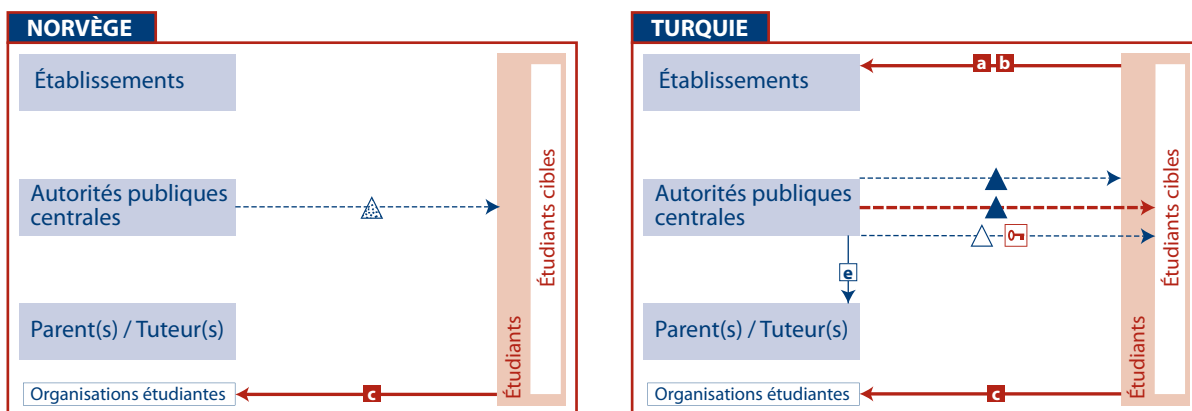 NORVÈGE
Établissements
Autorités publiques
centrales
Parent(s) / Tuteur(s)
Organisations étudiantes
c
Étudiants
Étudiants cibles
TURQUIE
Établissements
a b
Autorités publiques
centrales
e
Parent(s) / Tuteur(s)
Organisations étudiantes
c
Étudiants
Étudiants cibles